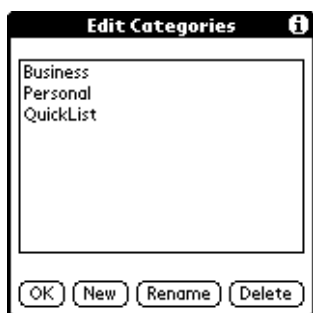 Edit Categories i
Business
Personal
QuickList
OK New Rename Delete